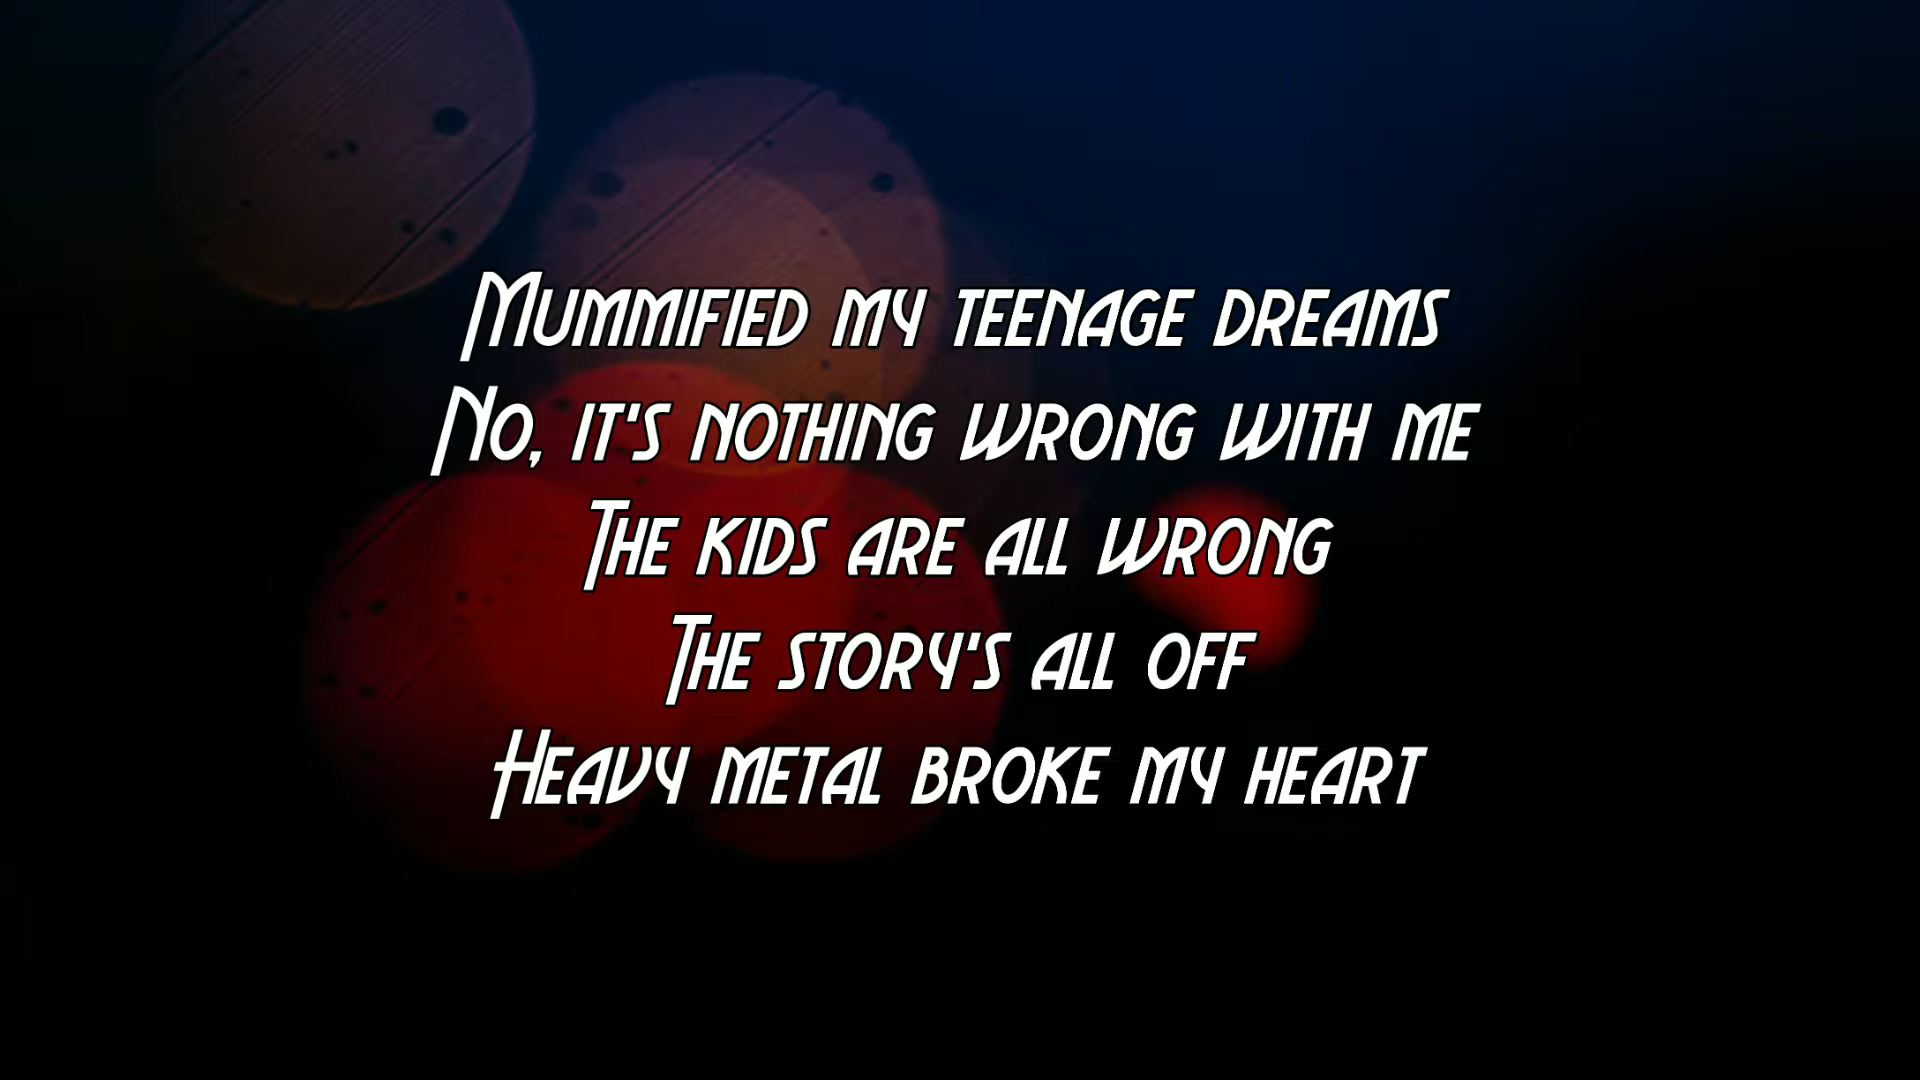 Mummified my teenage dreams
No, it's nothing wrong with me
The kids are all wrong
The story's all off
Heavy metal broke my heart